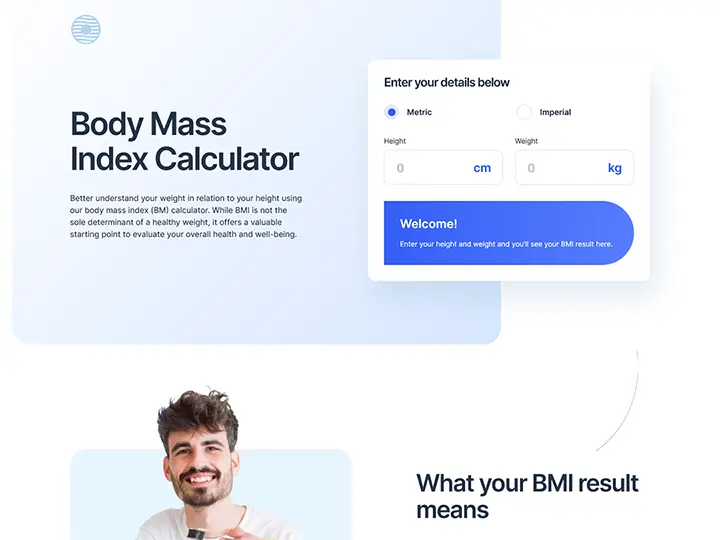 Body Mass
Index Calculator
Better understand your weight in relation to your height using
our body mass index (BM) calculator. While BMI is not the
sole determinant of a healthy weight, it offers a valuable
starting point to evaluate your overall health and well-being.
Enter your details below
Metric
Imperial
Height
Weight
0 cm
0 kg
Welcome!
Enter your height and weight and you'll see your BMI result here.
What your BMI result
means